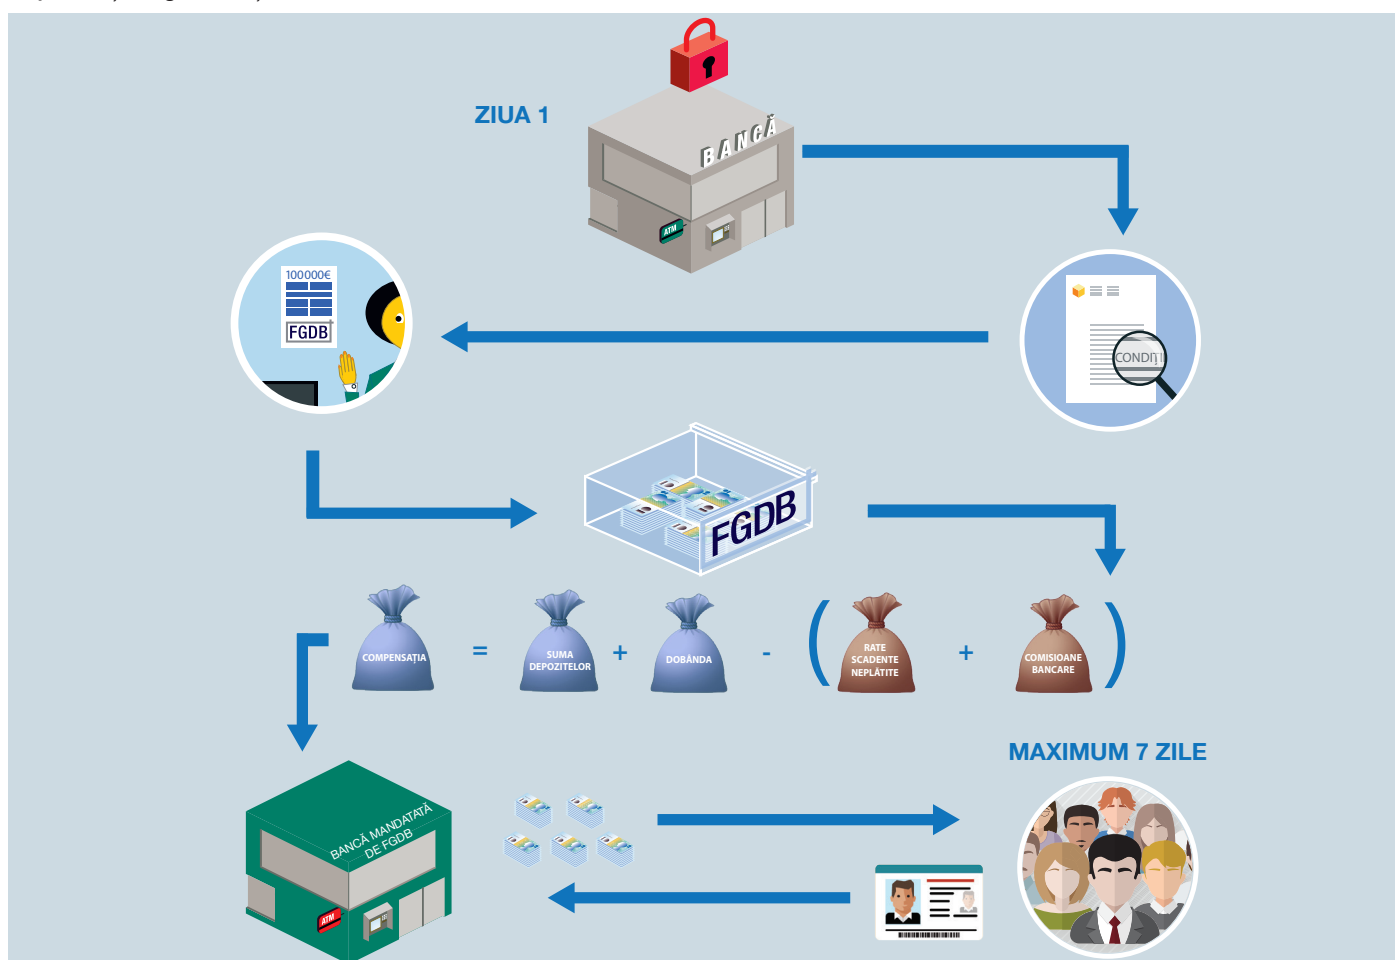 ZIUA 1
BANCĂ
ATM
100000€
FGDB
CONDIȚI
FGDB
COMPENSAȚIA
=
SUMA
DEPOZITELOR
+
DOBÂNDA
-
(
RATE
SCADENTE
NEPLĂTITE
+
COMISIOANE
BANCARE
)
MAXIMUM 7 ZILE
BANCĂ MANDATATĂ
DE FGDB
ATM